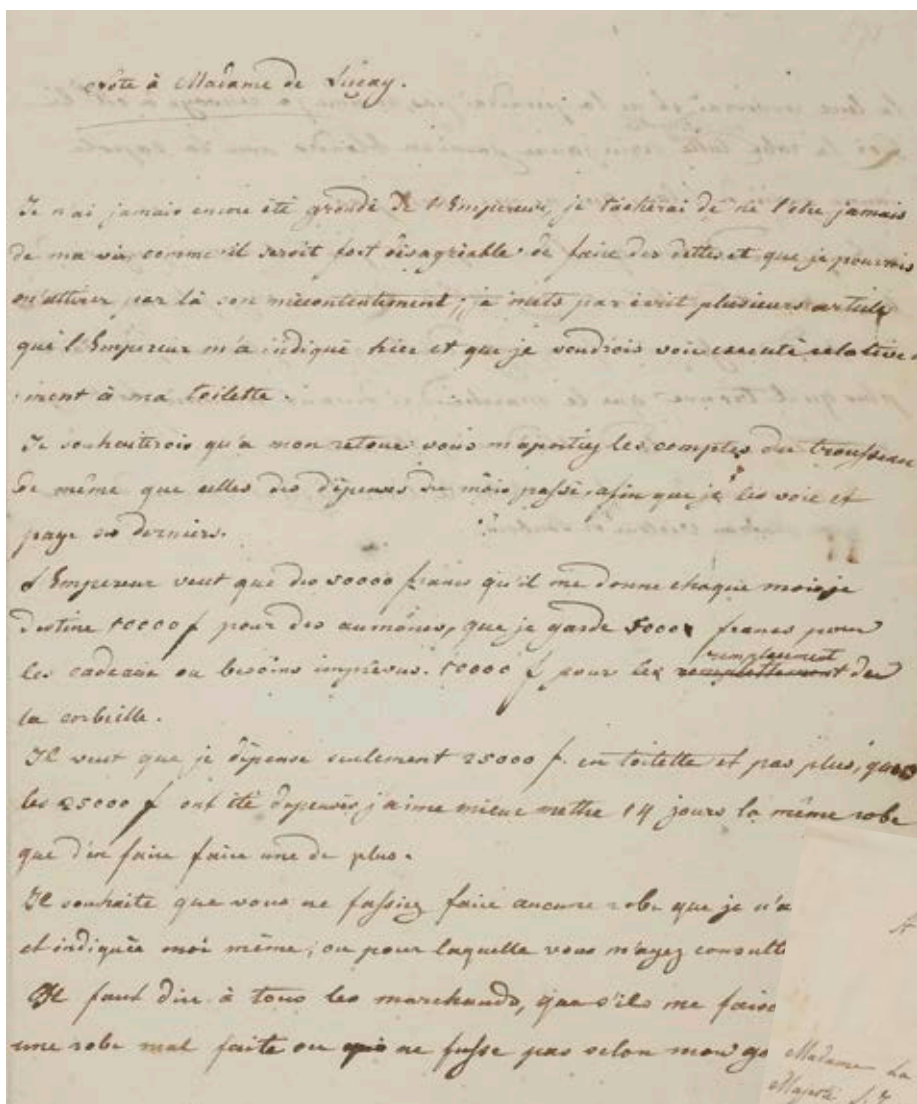 Note à Madame de Luçay.
Je n'ai jamais encore été grondé de l'Empereur, je tacherai de ne l'être jamais
de ma vie, comme il seroit fort désagréable de faire des dettes et que je pourrois
m'attirer par là son mécontentement; je mets par écrit plusieurs article
que l'Empereur m'a indiqué hier et que je voudrois voir executé relative-
ment à ma toilette.
Je souhaiterois qu'a mon retour vous m'aportiez les comptes du trousseau
de même que celles des dépenses du mois passé, afin que je les voie et
paye ces derniers.
L'Empereur veut que des 50000 francs qu'il me donne chaque mois je
destine 10000 f pour des aumônes, que je garde 5000 francs pour
les cadeaux ou besoins imprévus. 10000 f pour les remplacement de
la corbeille.
Il veut que je dépense seulement 25000 f. en toilette et pas plus, quand
les 25000 f ont été depensés j'aime mieux mettre 14 jours la même robe
que d'en faire faire une de plus.
Il souhaite que vous ne fassiez faire aucune robe que je n'a
et indiquée moi même; ou pour laquelle vous n'ayez consulté
Il faut dire à tous les marchands, que s'ils me faiso
une robe mal faite ou qui ne fusse pas selon mon go
Madame La
Majesté